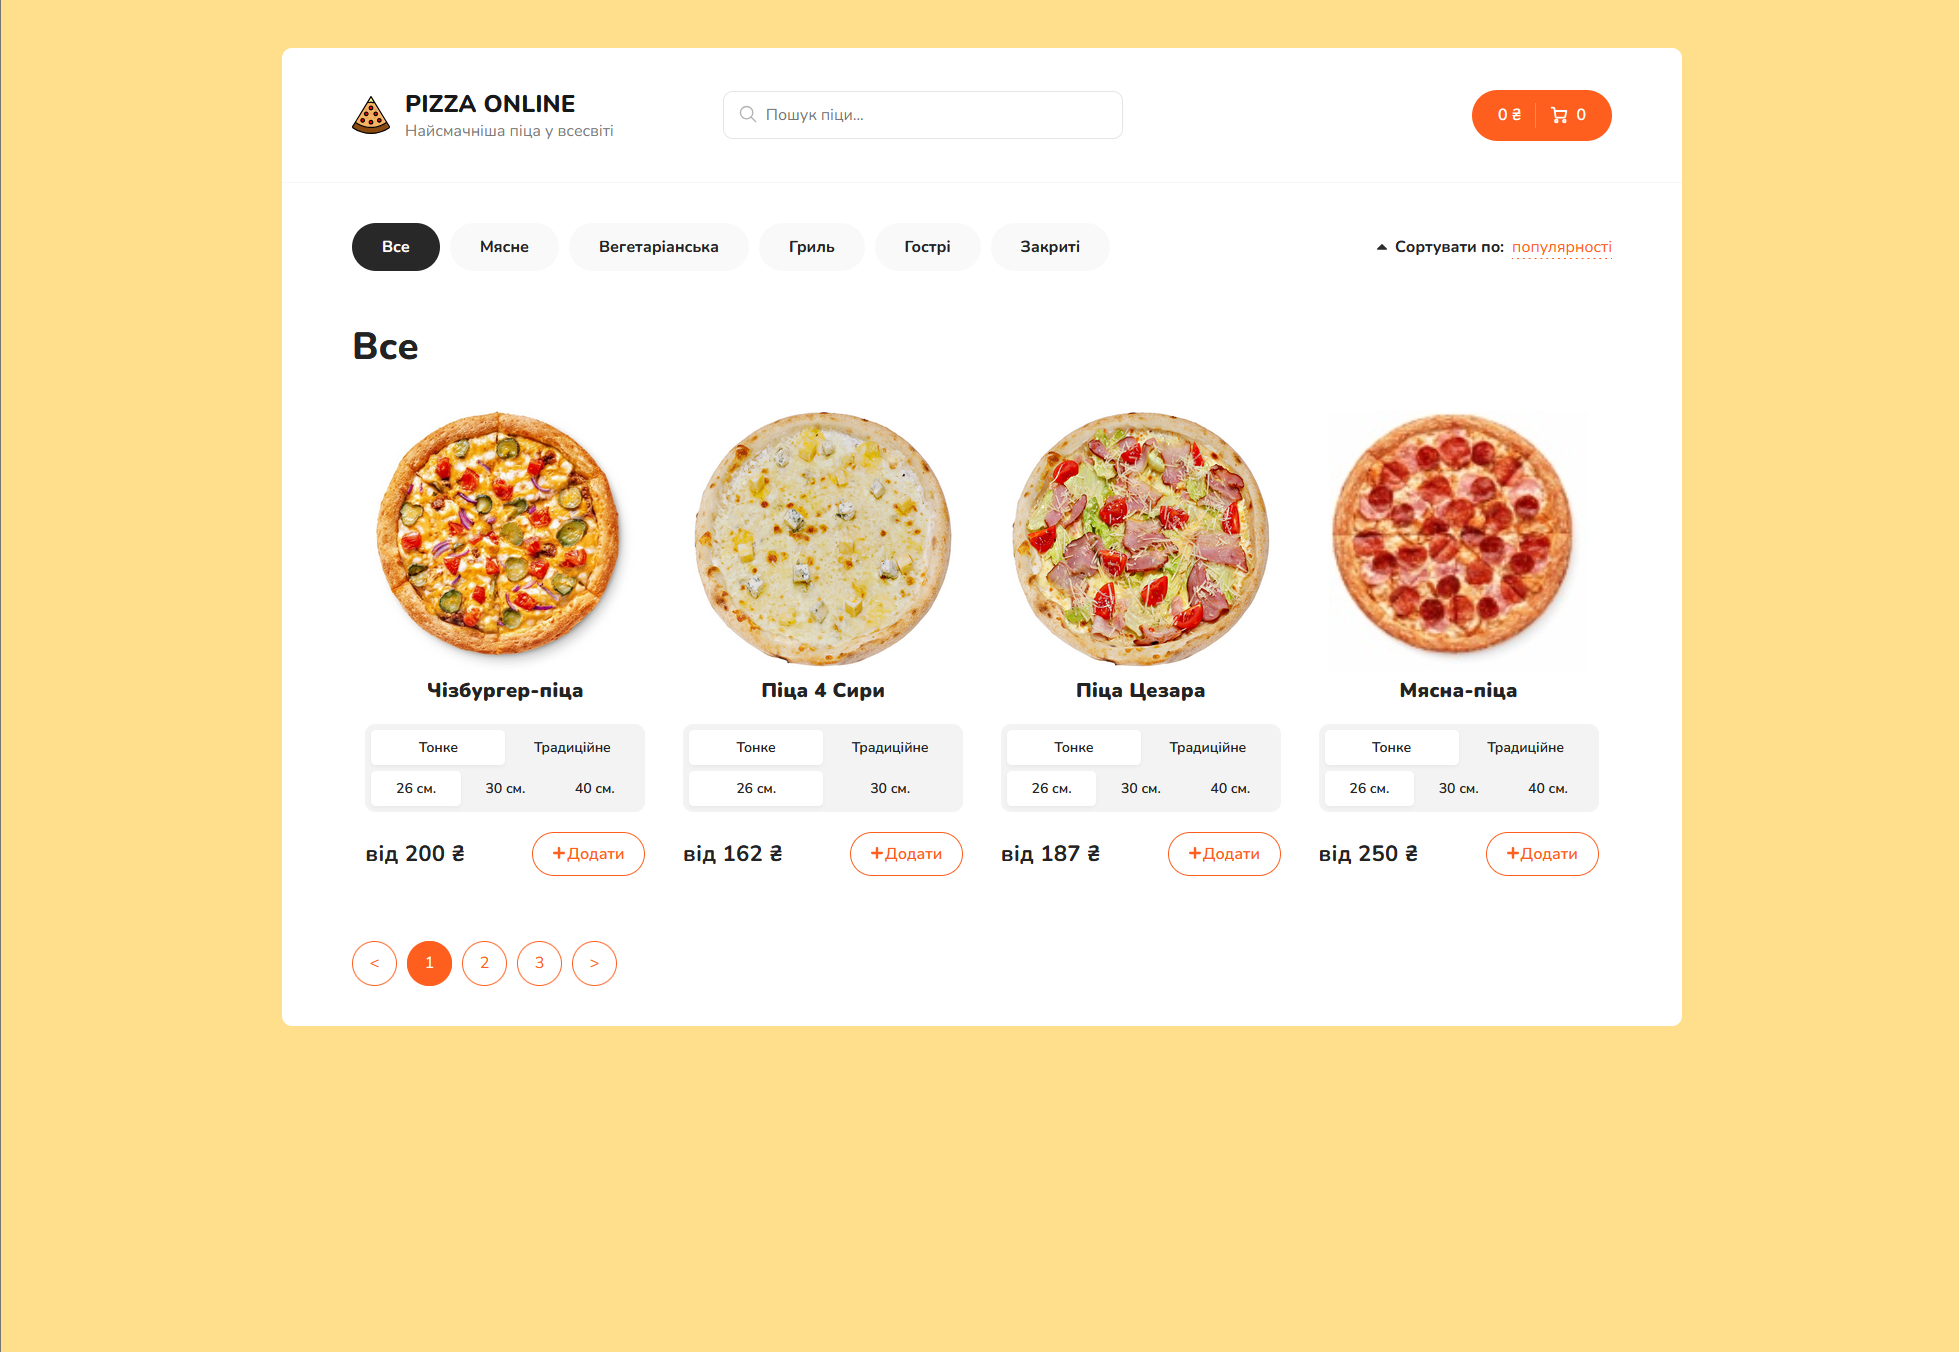 PIZZA ONLINE
Найсмачніша піца у всесвіті
Пошук піци...
0 ₴ 0
Все Мясне Вегетаріанська Гриль Гострі Закриті
Сортувати по: популярності
Все
Чізбургер-піца
Тонке Традиційне
26 см. 30 см. 40 см.
від 200 ₴ +Додати
Піца 4 Сири
Тонке Традиційне
26 см. 30 см.
від 162 ₴ +Додати
Піца Цезара
Тонке Традиційне
26 см. 30 см. 40 см.
від 187 ₴ +Додати
Мясна-піца
Тонке Традиційне
26 см. 30 см. 40 см.
від 250 ₴ +Додати
< 1 2 3 >